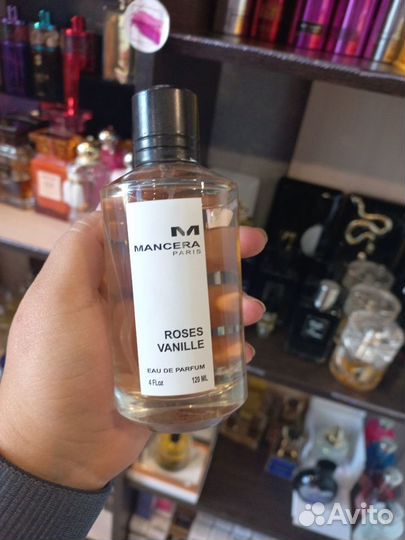 M
MANCERA
PARIS
ROSES
VANILLE
EAU DE PARFUM
4 FL.oz 120 ML
Avito